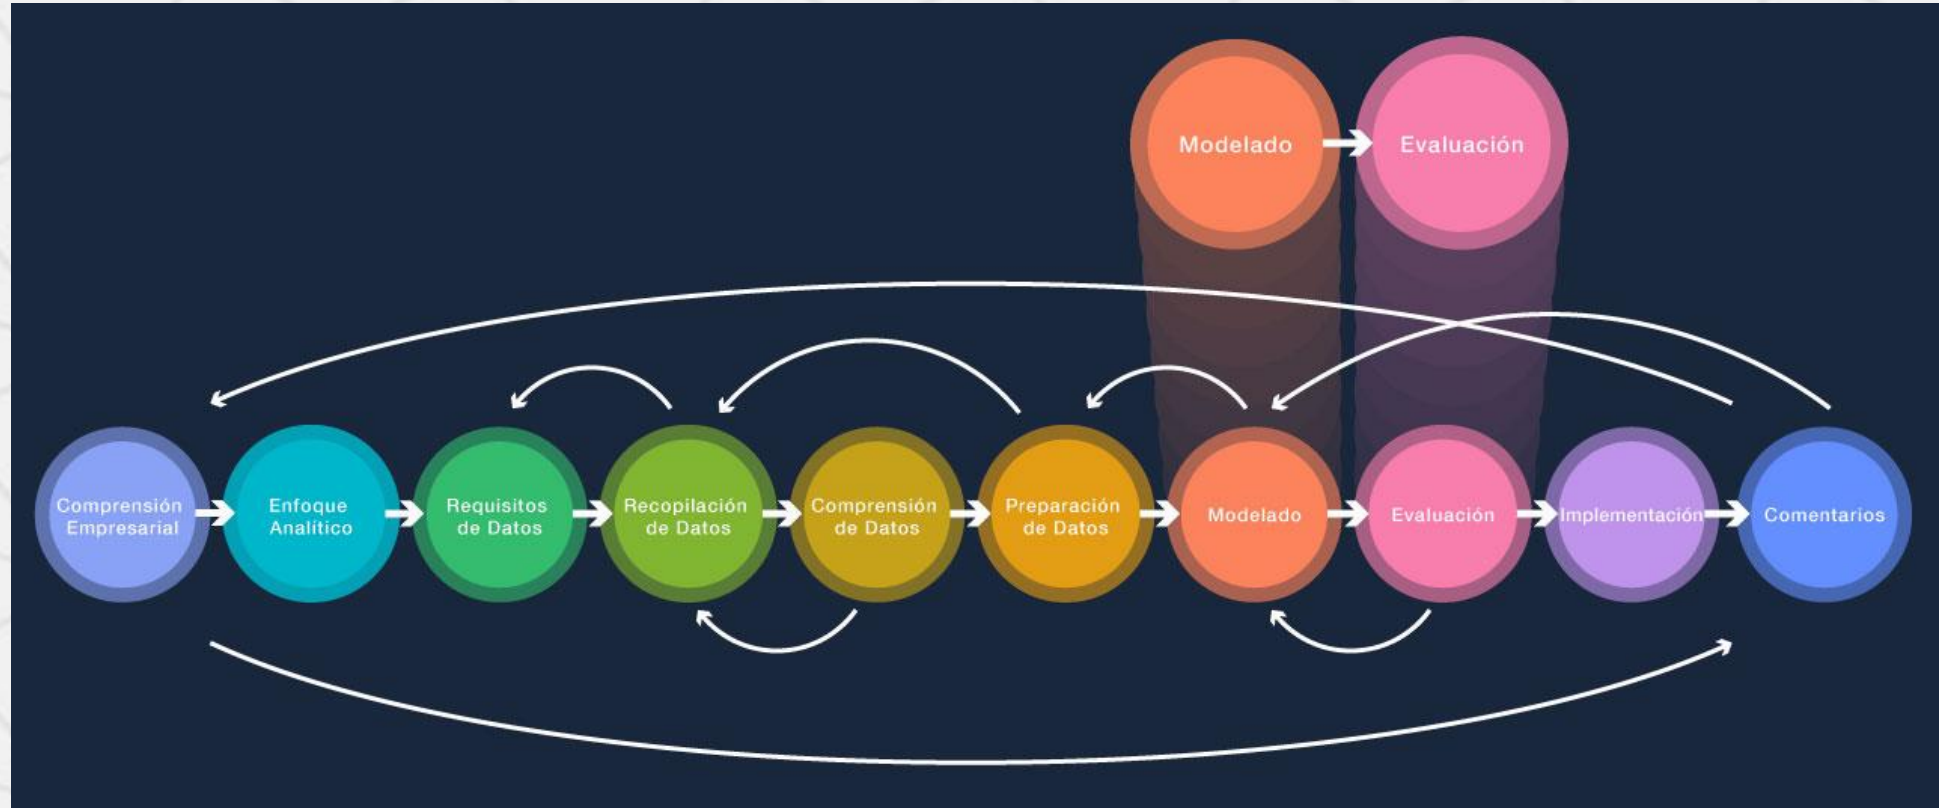 Modelado
Evaluación
Comprensión
Empresarial
Enfoque
Analítico
Requisitos
de Datos
Recopilación
de Datos
Comprensión
de Datos
Preparación
de Datos
Modelado
Evaluación
Implementación
Comentarios